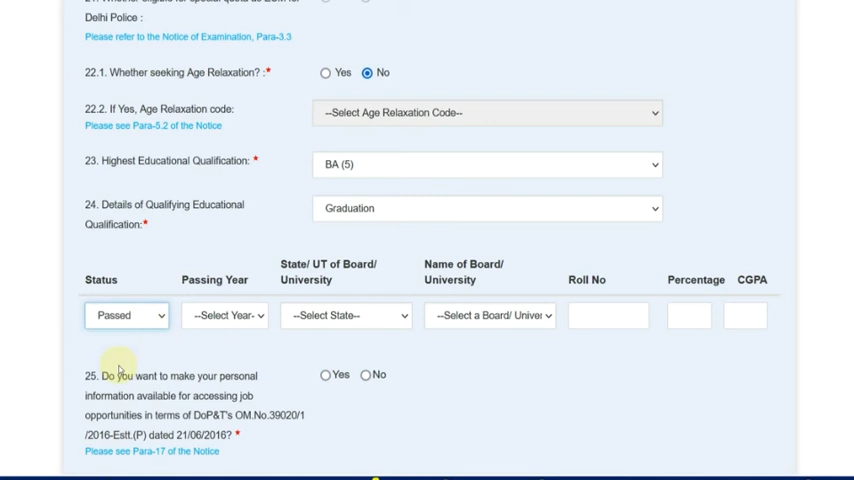 Delhi Police :
Please refer to the Notice of Examination, Para-3.3
22.1. Whether seeking Age Relaxation? :* Yes No
22.2. If Yes, Age Relaxation code: --Select Age Relaxation Code--
Please see Para-5.2 of the Notice
23. Highest Educational Qualification: * BA (5)
24. Details of Qualifying Educational Graduation
Qualification:*
State/ UT of Board/ Name of Board/
Status Passing Year University University Roll No Percentage CGPA
Passed --Select Year- --Select State-- --Select a Board/ Univer
25. Do you want to make your personal Yes No
information available for accessing job
opportunities in terms of DoP&T's OM.No.39020/1
/2016-Estt.(P) dated 21/06/2016? *
Please see Para-17 of the Notice